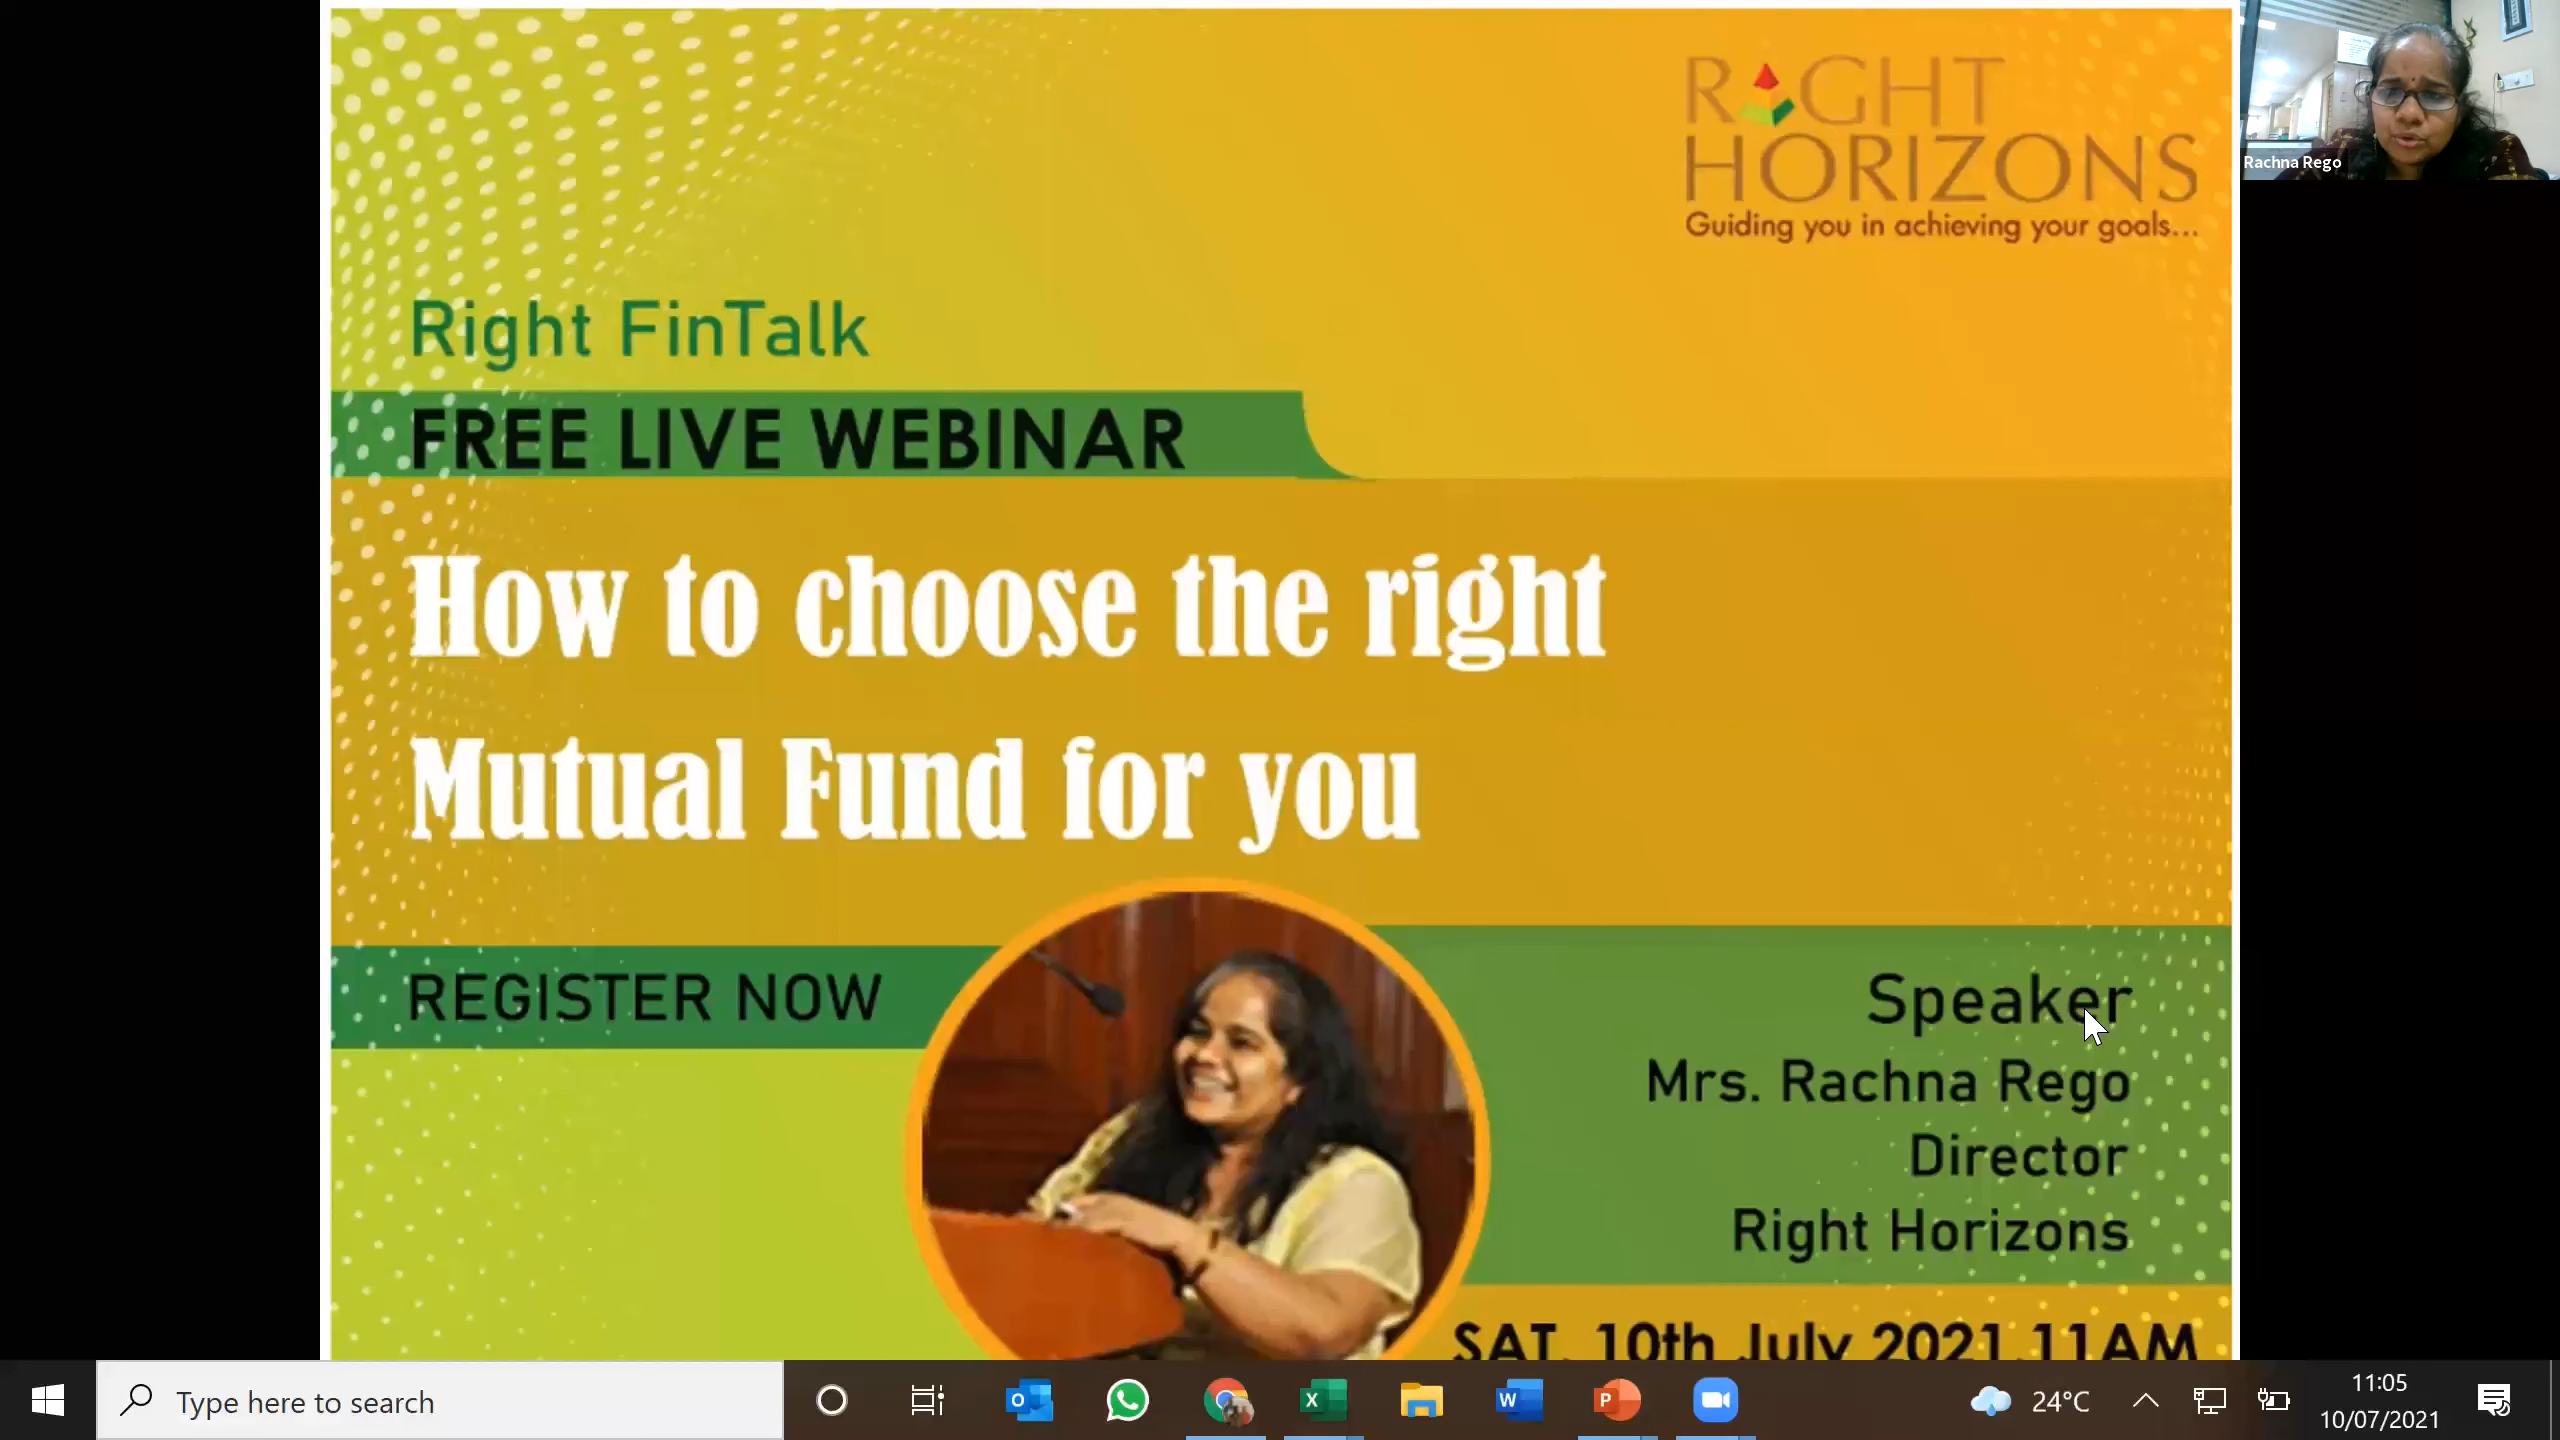 RIGHT
HORIZONS
Guiding you in achieving your goals...
Rachna Rego
Right FinTalk
FREE LIVE WEBINAR
How to choose the right
Mutual Fund for you
REGISTER NOW
Speaker
Mrs. Rachna Rego
Director
Right Horizons
SAT, 10th July 2021,11AM
Type here to search
24°C
11:05
10/07/2021